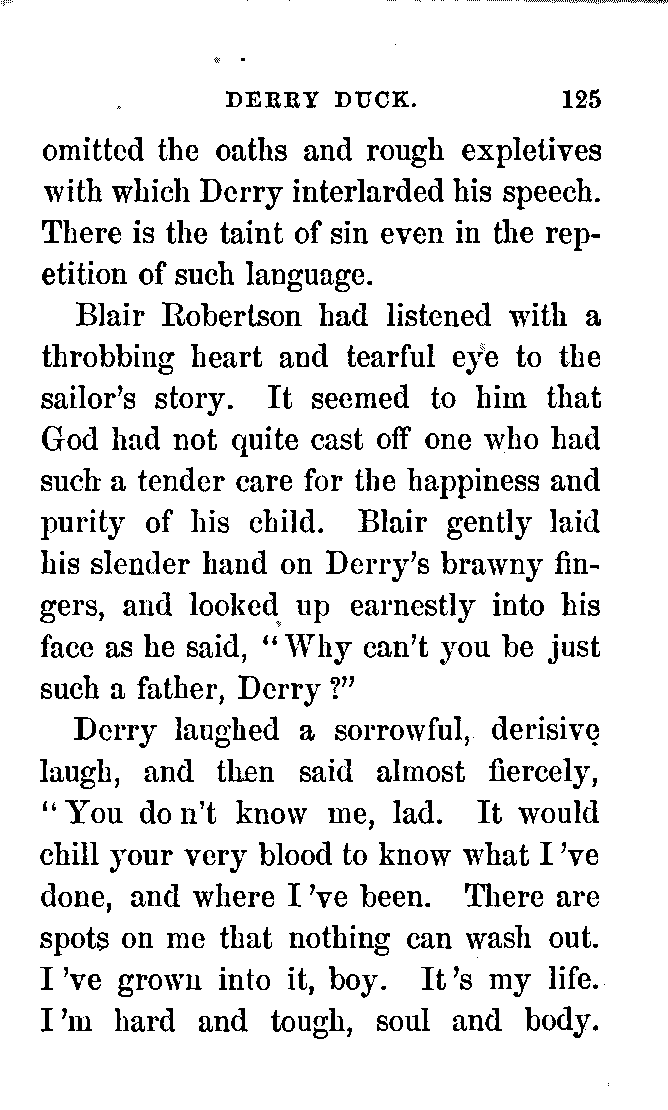 DERRY DUCK. 125
omitted the oaths and rough expletives
with which Derry interlarded his speech.
There is the taint of sin even in the rep-
etition of such language.
Blair Robertson had listened with a
throbbing heart and tearful eye to the
sailor's story. It seemed to him that
God had not quite cast off one who had
such a tender care for the happiness and
purity of his child. Blair gently laid
his slender hand on Derry's brawny fin-
gers, and looked up earnestly into his
face as he said, "Why can't you be just
such a father, Derry?"
Derry laughed a sorrowful, derisive
laugh, and then said almost fiercely,
"You do n't know me, lad. It would
chill your very blood to know what I 've
done, and where I 've been. There are
spots on me that nothing can wash out.
I 've grown into it, boy. It 's my life.
I 'm hard and tough, soul and body.